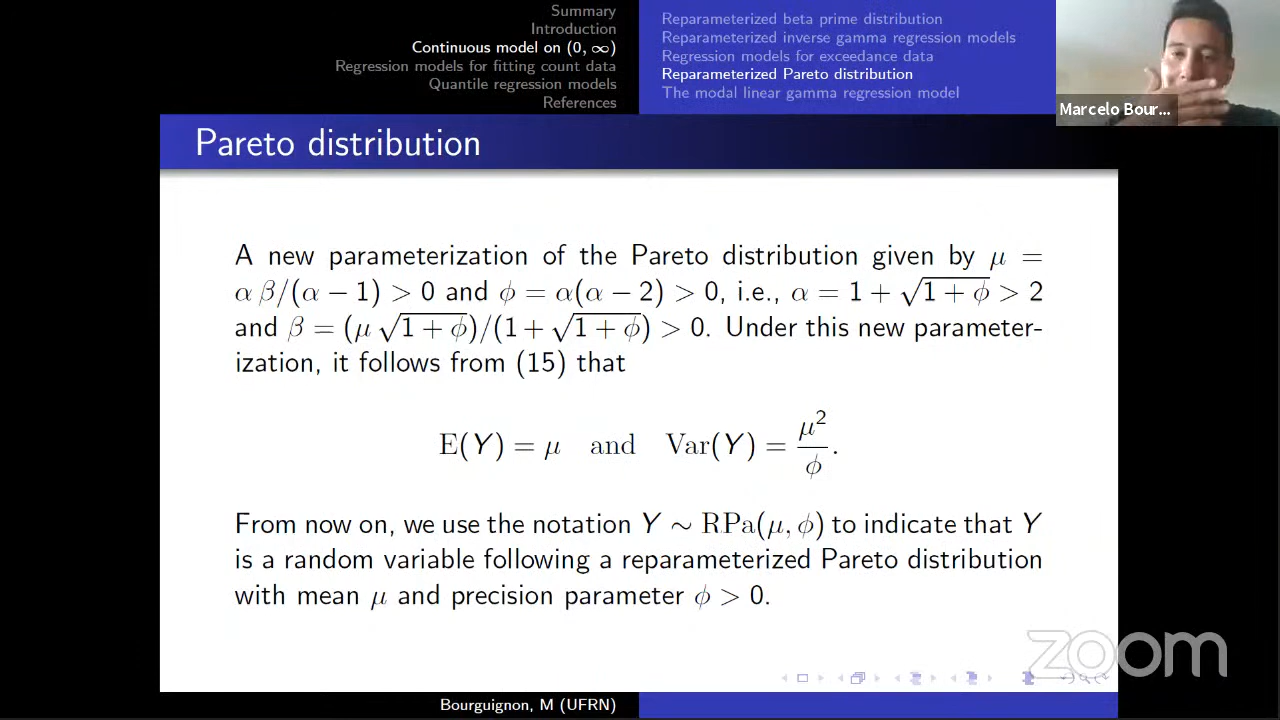 Summary
Introduction
Continuous model on (0, ∞)
Regression models for fitting count data
Quantile regression models
References
Reparameterized beta prime distribution
Reparameterized inverse gamma regression models
Regression models for exceedance data
Reparameterized Pareto distribution
The modal linear gamma regression model
Marcelo Bour...
Pareto distribution
A new parameterization of the Pareto distribution given by μ =
α β/(α − 1) > 0 and ϕ = α(α − 2) > 0, i.e., α = 1 + √(1 + ϕ) > 2
and β = (μ √(1 + ϕ))/(1 + √(1 + ϕ)) > 0. Under this new parameter-
ization, it follows from (15) that
E(Y) = μ and Var(Y) = μ²/ϕ.
From now on, we use the notation Y ∼ RPa(μ, ϕ) to indicate that Y
is a random variable following a reparameterized Pareto distribution
with mean μ and precision parameter ϕ > 0.
zoom
Bourguignon, M (UFRN)